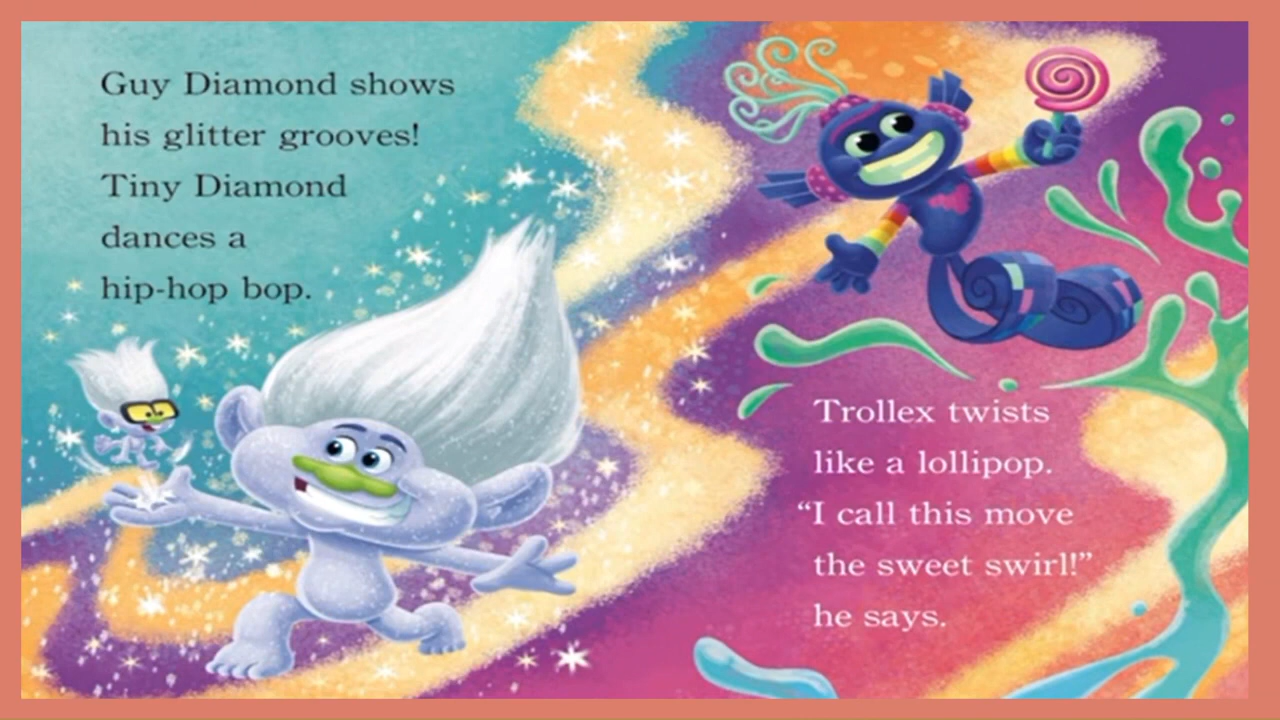 Guy Diamond shows
his glitter grooves!
Tiny Diamond
dances a
hip-hop bop.
Trollex twists
like a lollipop.
“I call this move
the sweet swirl!”
he says.